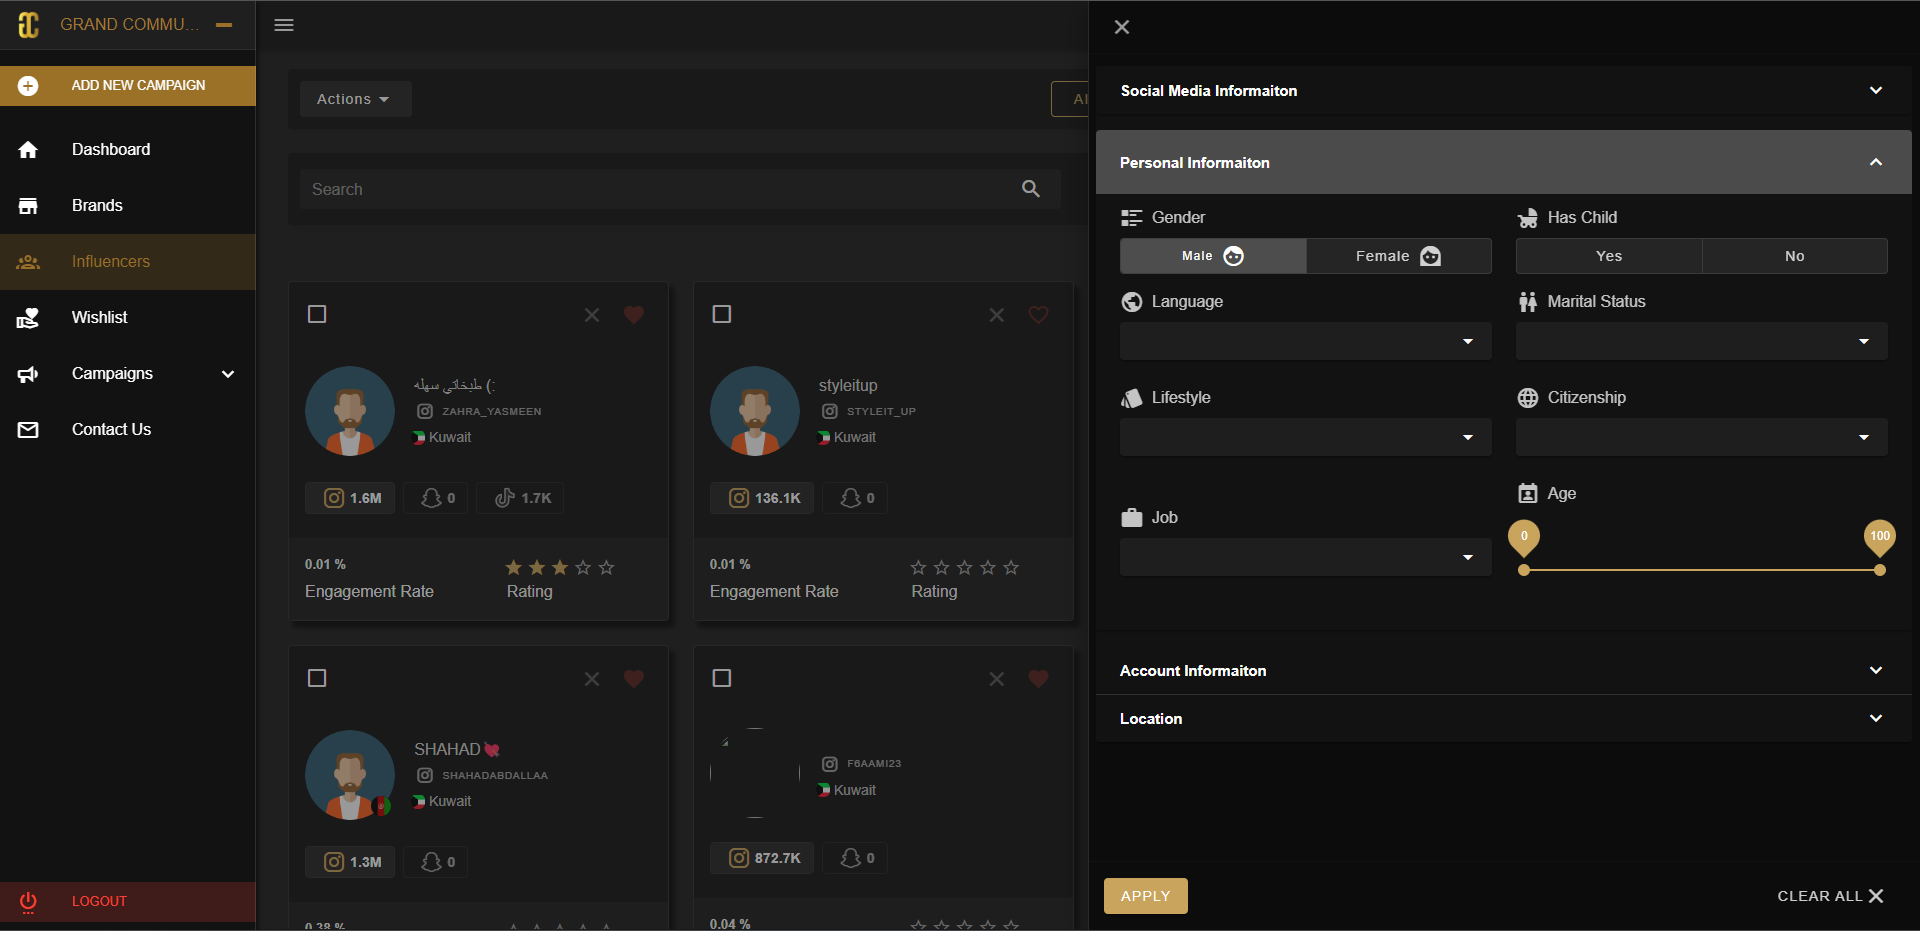 GRAND COMMU...
ADD NEW CAMPAIGN
Dashboard
Brands
Influencers
Wishlist
Campaigns
Contact Us
LOGOUT
Actions
Search
طبخاتي سهله (:
ZAHRA_YASMEEN
Kuwait
1.6M
0
1.7K
0.01 %
Engagement Rate
Rating
styleitup
STYLEIT_UP
Kuwait
136.1K
0
0.01 %
Engagement Rate
Rating
SHAHAD💘
SHAHADABDALLAA
Kuwait
1.3M
0
0.38 %
F6AAMI23
Kuwait
872.7K
0
0.04 %
Social Media Informaiton
Personal Informaiton
Gender
Male
Female
Has Child
Yes
No
Language
Marital Status
Lifestyle
Citizenship
Job
Age
0
100
Account Informaiton
Location
APPLY
CLEAR ALL